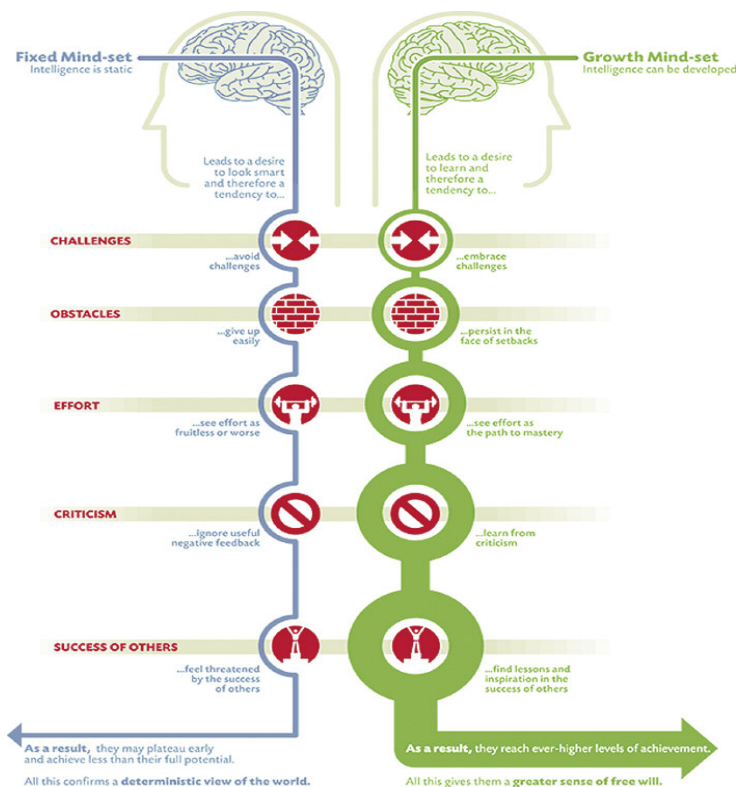 Fixed Mind-set
Intelligence is static
Growth Mind-set
Intelligence can be developed
Leads to a desire
to look smart
and therefore a
tendency to...
Leads to a desire
to learn and
therefore a
tendency to...
CHALLENGES
...avoid
challenges
...embrace
challenges
OBSTACLES
...give up
easily
...persist in the
face of setbacks
EFFORT
...see effort as
fruitless or worse
...see effort as
the path to mastery
CRITICISM
...ignore useful
negative feedback
...learn from
criticism
SUCCESS OF OTHERS
...feel threatened
by the success
of others
...find lessons and
inspiration in the
success of others
As a result, they may plateau early
and achieve less than their full potential.
All this confirms a deterministic view of the world.
As a result, they reach ever-higher levels of achievement.
All this gives them a greater sense of free will.